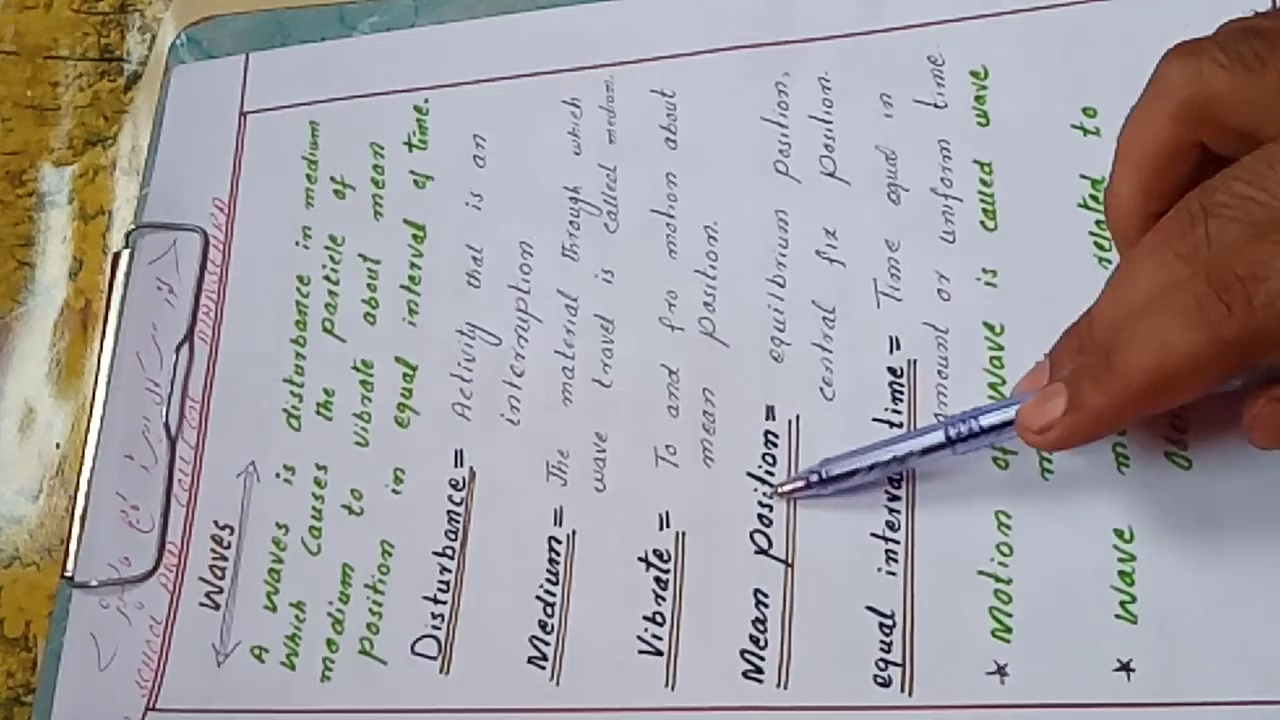 Waves
A waves is disturbance in medium
which causes the particle of
medium to vibrate about mean
position in equal interval of time.
Disturbance = Activity that is an
interruption.
Medium = The material through which
wave travel is called medium.
Vibrate = To and fro motion about
mean position.
Mean position = equilibrium position,
central fix position.
equal interval time = Time equal in
amount or uniform time.
* Motion of wave is called wave
* wave related to